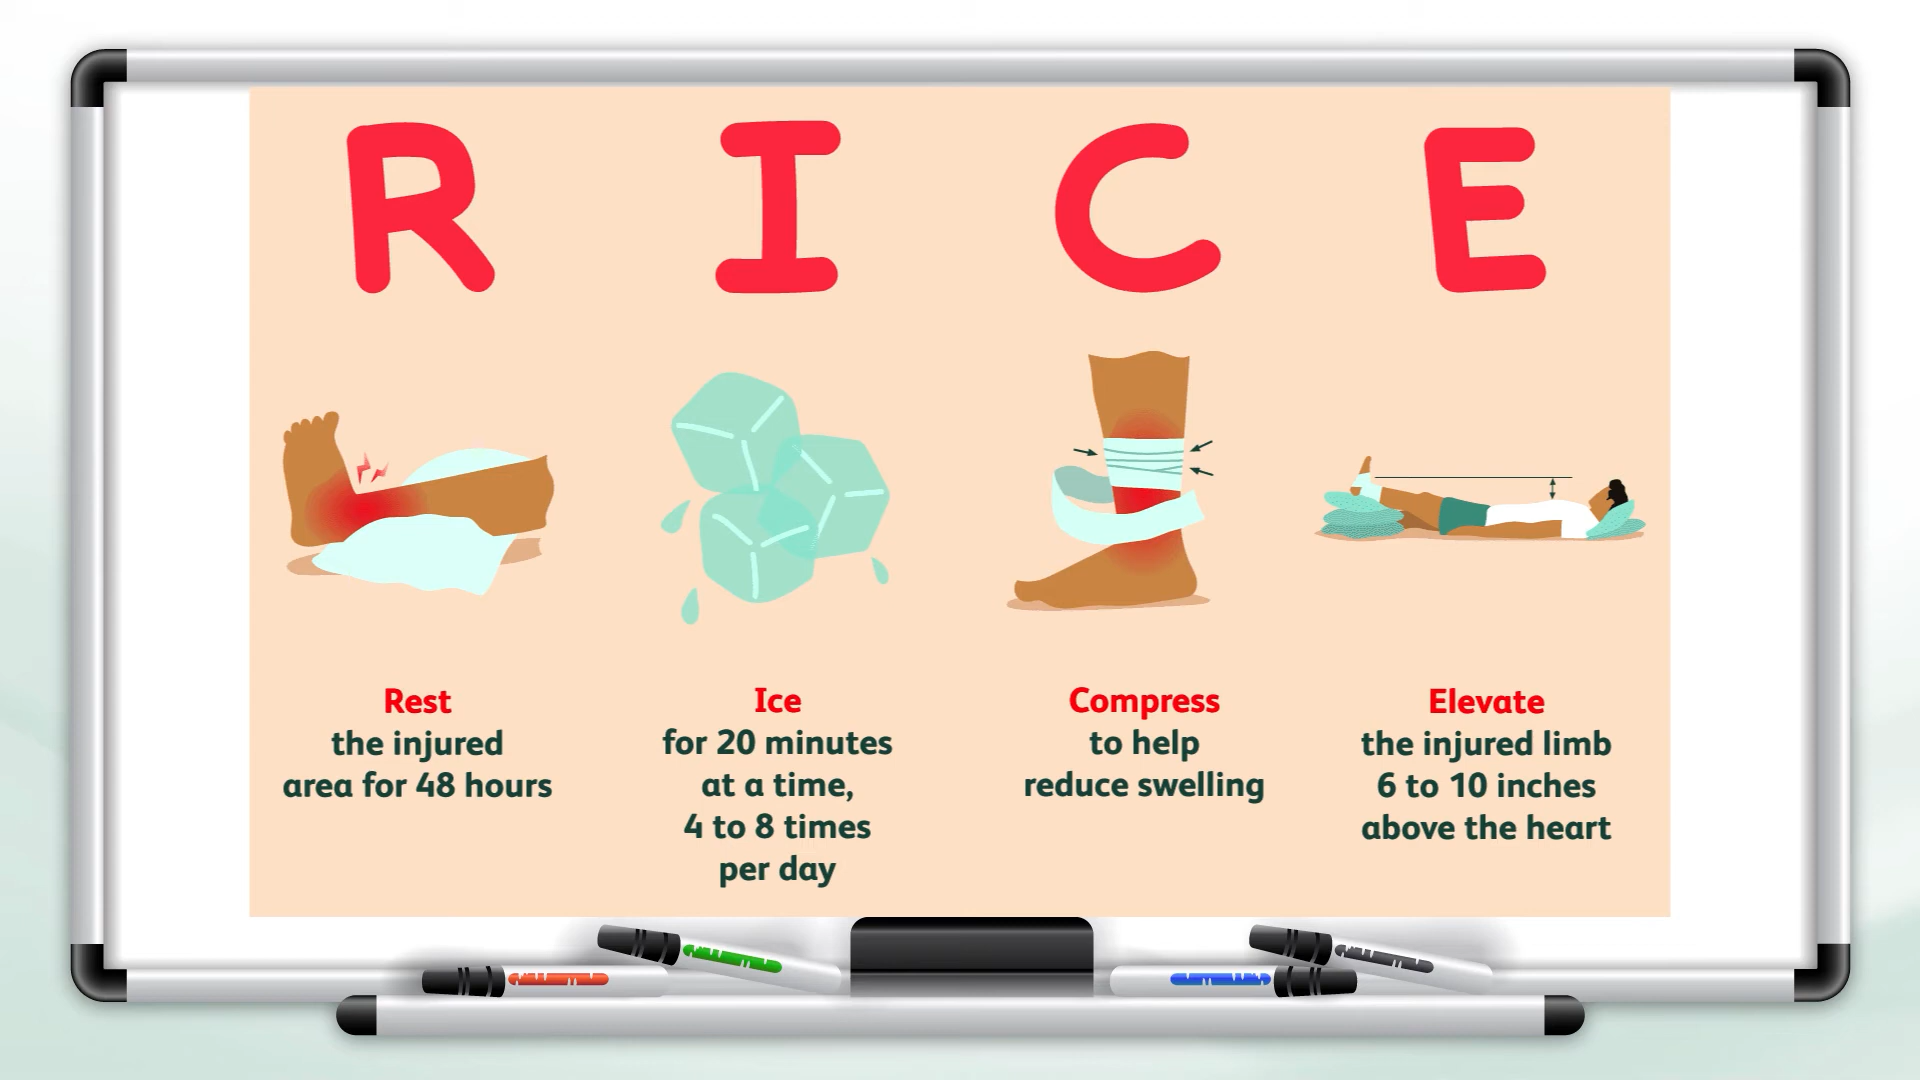 R I C E
Rest
the injured
area for 48 hours
Ice
for 20 minutes
at a time,
4 to 8 times
per day
Compress
to help
reduce swelling
Elevate
the injured limb
6 to 10 inches
above the heart